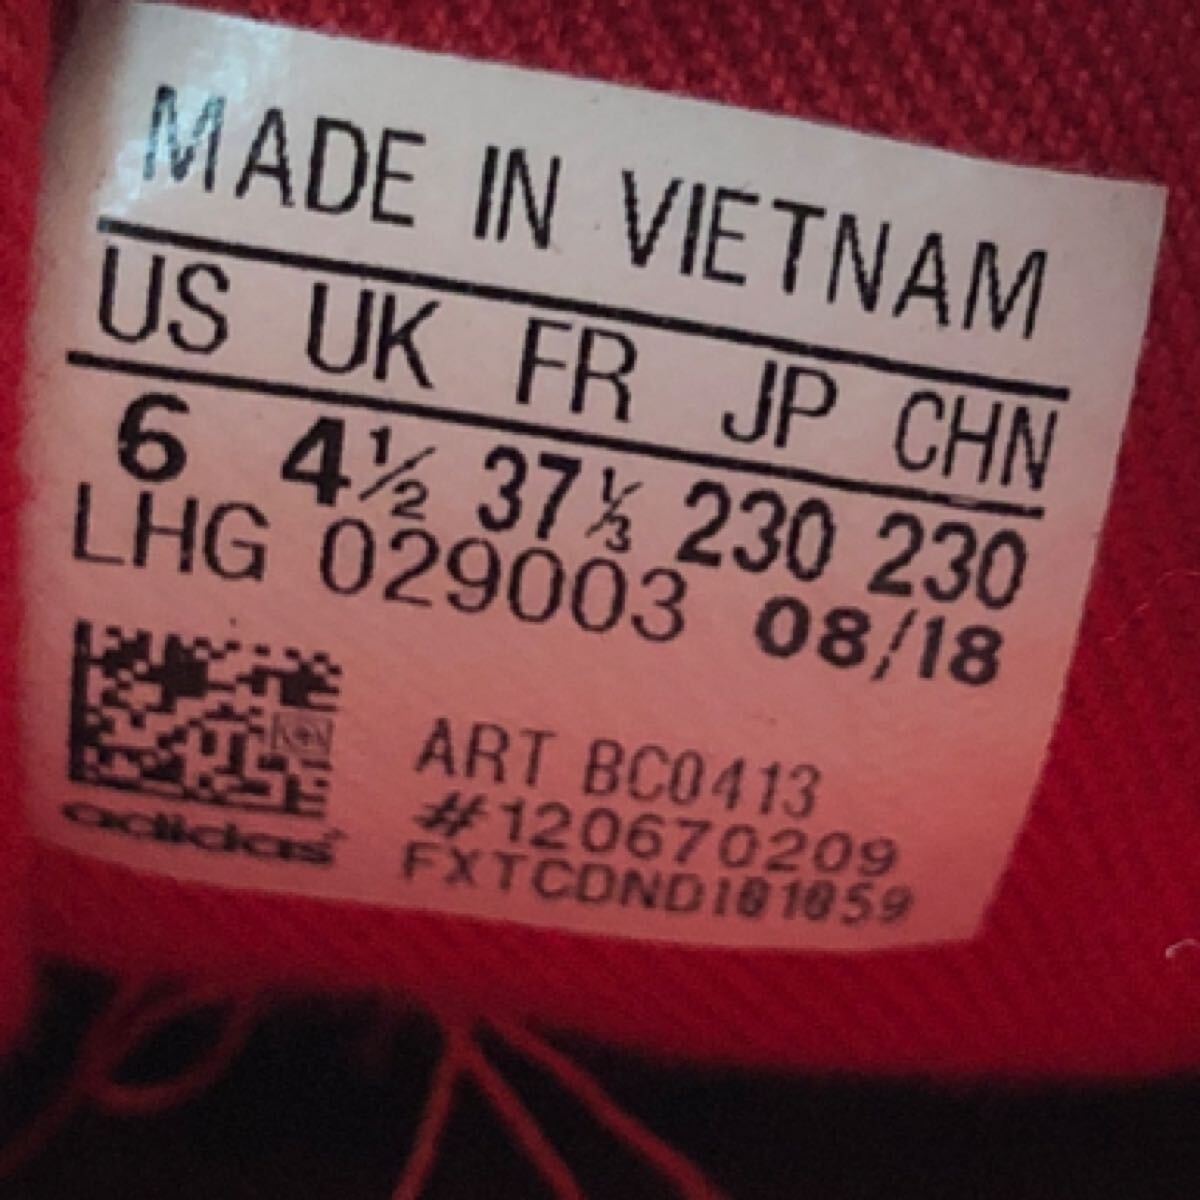 MADE IN VIETNAM
US UK FR JP CHN
6 4½ 37⅓ 230 230
LHG 029003 08/18
ART BC0413
#120670209
FXTCDND101059
adidas